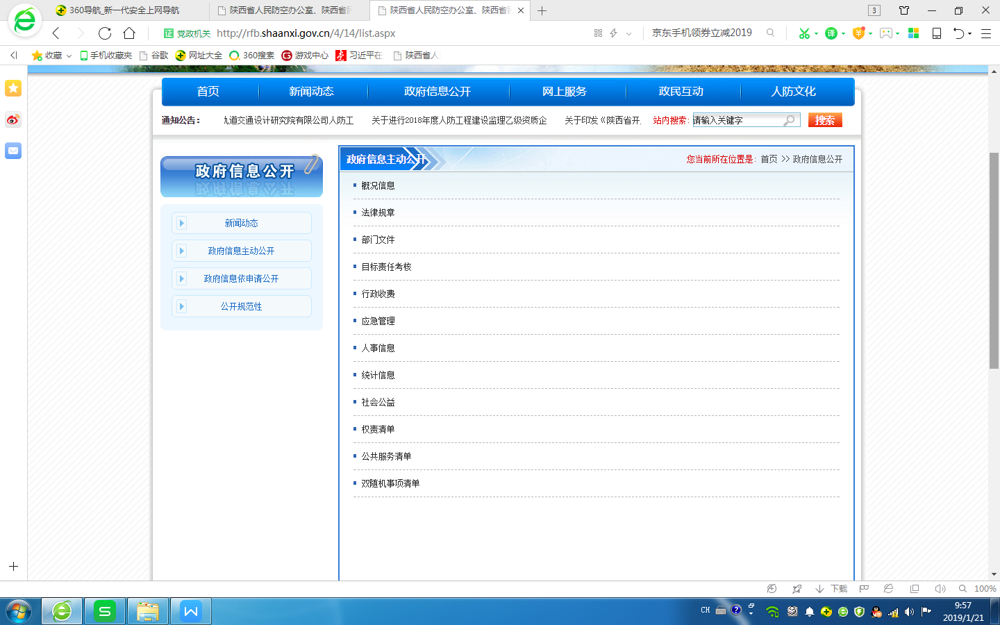 360导航_新一代安全上网导航
陕西省人民防空办公室、陕西省
陕西省人民防空办公室、陕西省
3
证 党政机关 http://rfb.shaanxi.gov.cn/4/14/list.aspx
京东手机领券立减2019
译
收藏 手机收藏夹 谷歌 网址大全 360搜索 游戏中心 习近平在 陕西省人
首页 新闻动态 政府信息公开 网上服务 政民互动 人防文化
通知公告： 轨道交通设计研究院有限公司人防工 关于进行2018年度人防工程建设监理乙级资质企 关于印发《陕西省开 站内搜索： 请输入关键字 搜索
政府信息公开
新闻动态
政府信息主动公开
政府信息依申请公开
公开规范性
政府信息主动公开 您当前所在位置是：首页 >> 政府信息公开
概况信息
法律规章
部门文件
目标责任考核
行政收费
应急管理
人事信息
统计信息
社会公益
权责清单
公共服务清单
双随机事项清单
下载 100%
CH 9:57
2019/1/21